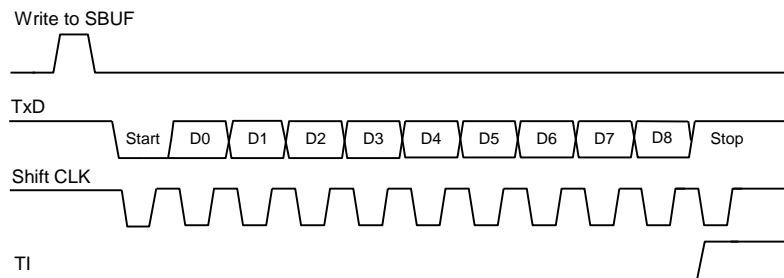 Write to SBUF
TxD
Start D0 D1 D2 D3 D4 D5 D6 D7 D8 Stop
Shift CLK
TI